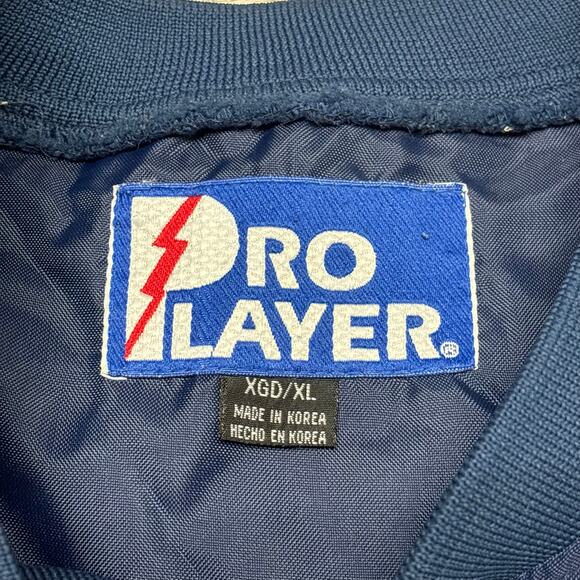 PRO
PLAYER®
XGD/XL
MADE IN KOREA
HECHO EN KOREA